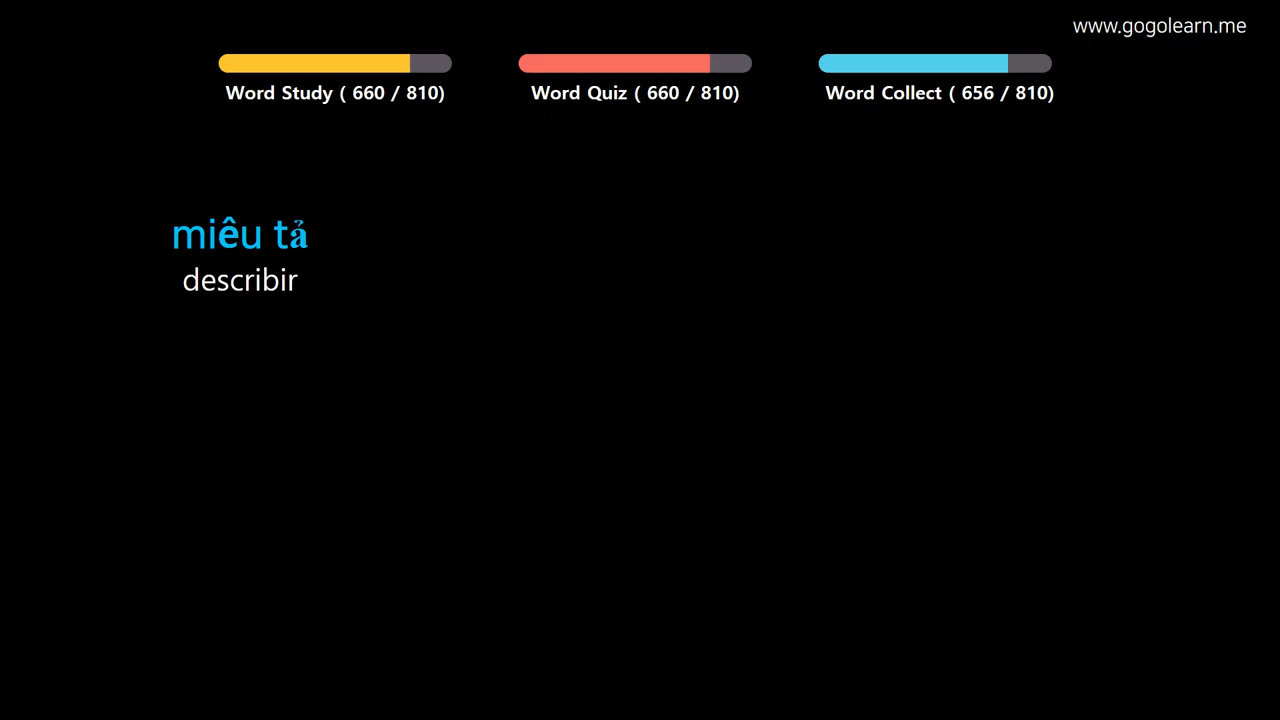 www.gogolearn.me
Word Study ( 660 / 810)
Word Quiz ( 660 / 810)
Word Collect ( 656 / 810)
miêu tả
describir